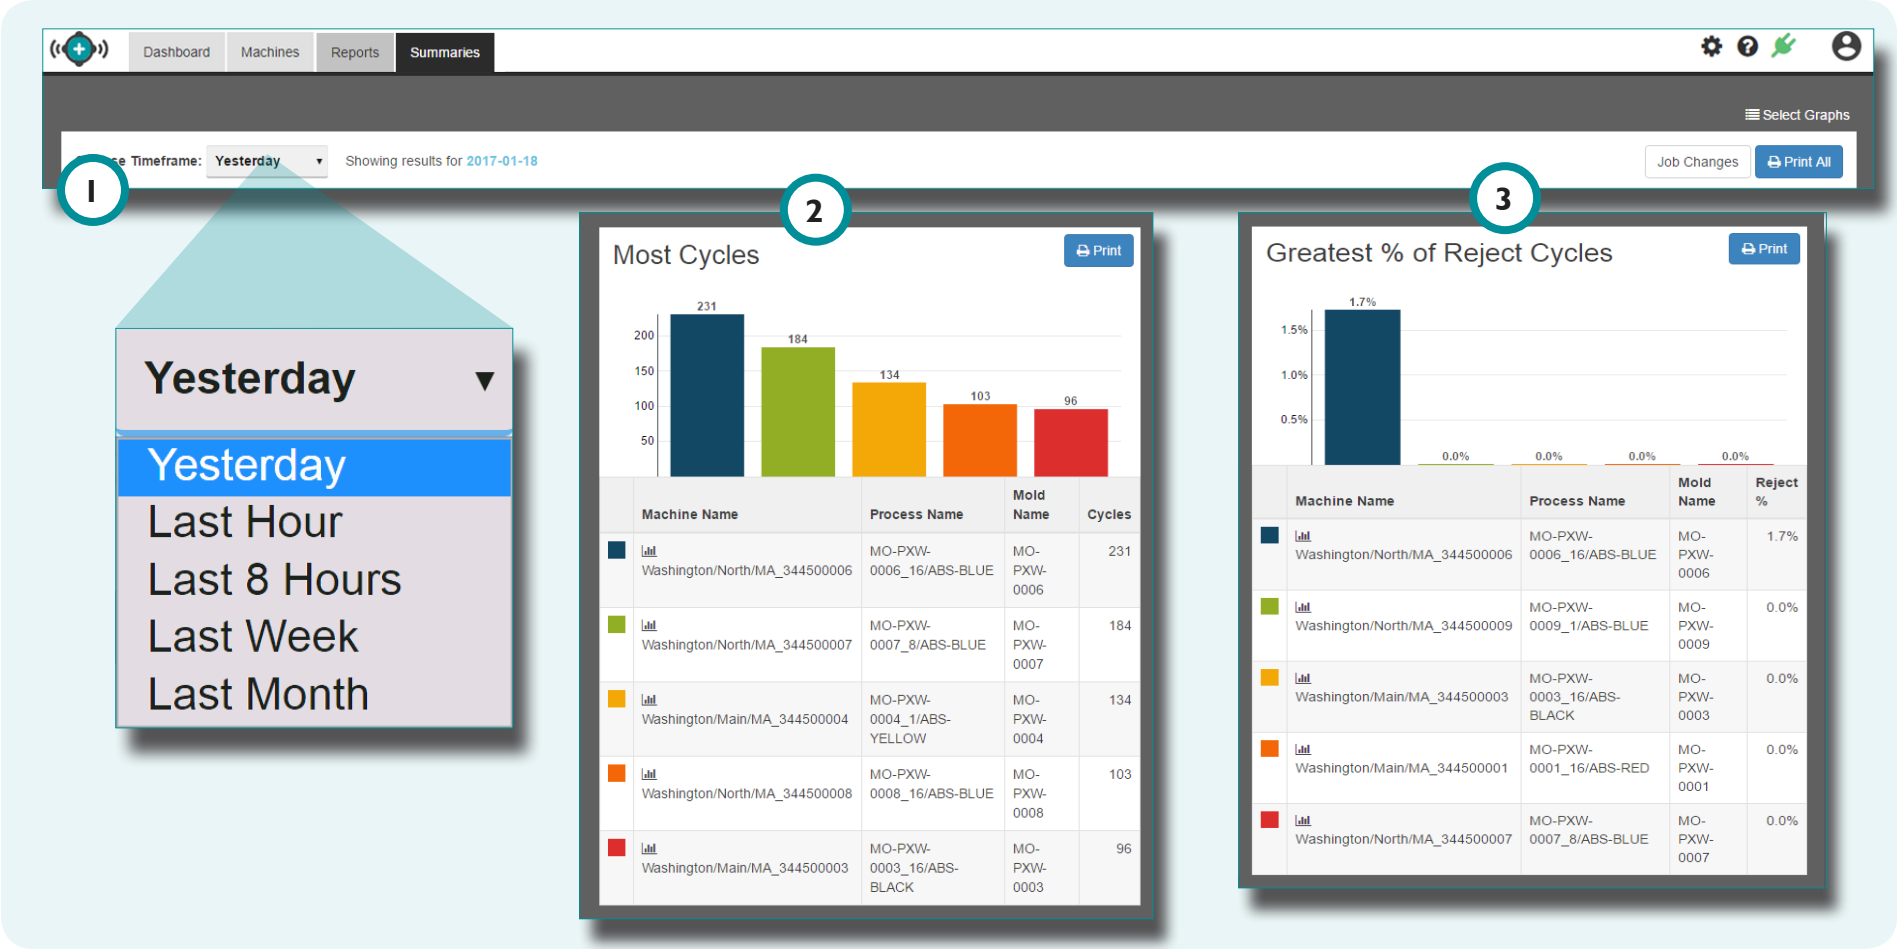 Dashboard
Machines
Reports
Summaries
Select Graphs
Timeframe:
Yesterday
Showing results for 2017-01-18
Job Changes
Print All
1
Yesterday
Yesterday
Last Hour
Last 8 Hours
Last Week
Last Month
2
Most Cycles
Print
231
184
134
103
96
200
150
100
50
Machine Name
Process Name
Mold
Name
Cycles
Washington/North/MA_344500006
MO-PXW-
0006_16/ABS-BLUE
MO-
PXW-
0006
231
Washington/North/MA_344500007
MO-PXW-
0007_8/ABS-BLUE
MO-
PXW-
0007
184
Washington/Main/MA_344500004
MO-PXW-
0004_1/ABS-
YELLOW
MO-
PXW-
0004
134
Washington/North/MA_344500008
MO-PXW-
0008_16/ABS-BLUE
MO-
PXW-
0008
103
Washington/Main/MA_344500003
MO-PXW-
0003_16/ABS-
BLACK
MO-
PXW-
0003
96
3
Greatest % of Reject Cycles
Print
1.7%
1.5%
1.0%
0.5%
0.0%
0.0%
0.0%
0.0%
Machine Name
Process Name
Mold
Name
Reject
%
Washington/North/MA_344500006
MO-PXW-
0006_16/ABS-BLUE
MO-
PXW-
0006
1.7%
Washington/North/MA_344500009
MO-PXW-
0009_1/ABS-BLUE
MO-
PXW-
0009
0.0%
Washington/Main/MA_344500003
MO-PXW-
0003_16/ABS-
BLACK
MO-
PXW-
0003
0.0%
Washington/Main/MA_344500001
MO-PXW-
0001_16/ABS-RED
MO-
PXW-
0001
0.0%
Washington/North/MA_344500007
MO-PXW-
0007_8/ABS-BLUE
MO-
PXW-
0007
0.0%